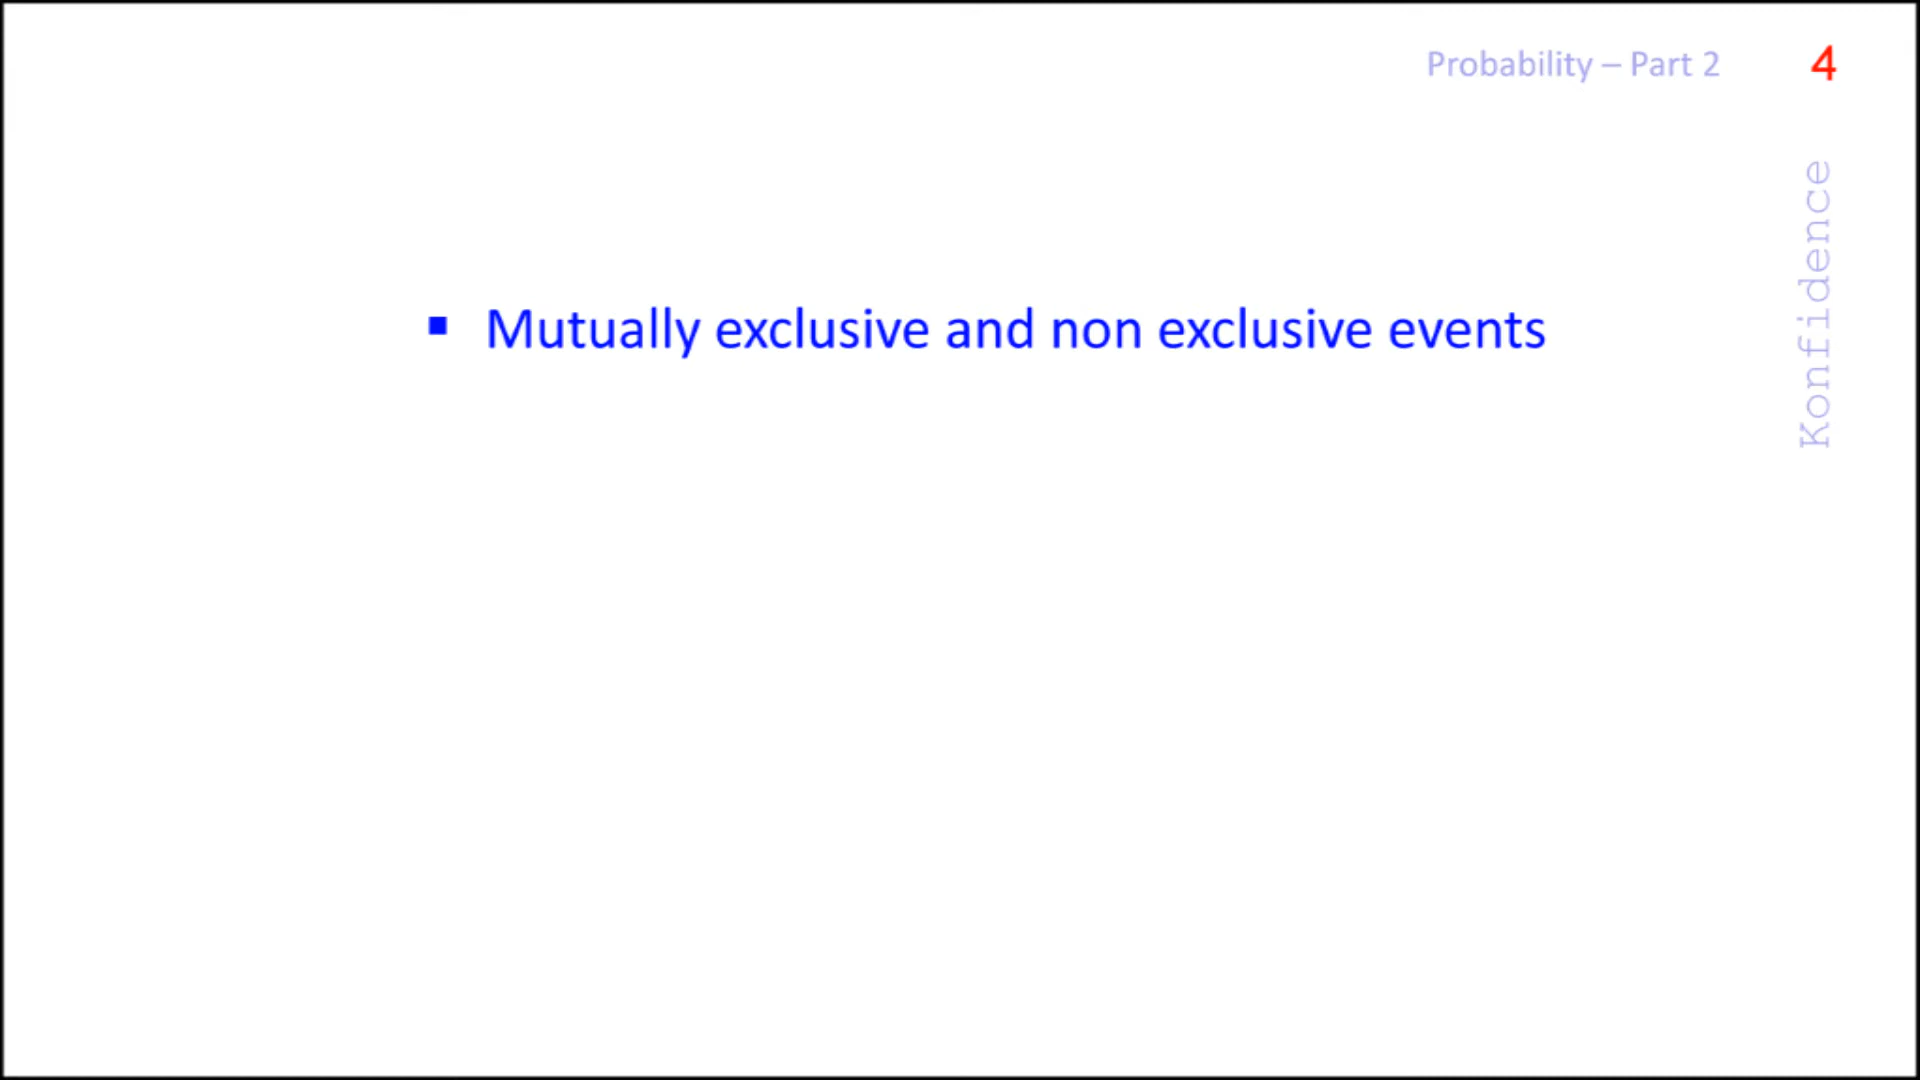 Probability – Part 2
4
Konfidence
▪ Mutually exclusive and non exclusive events